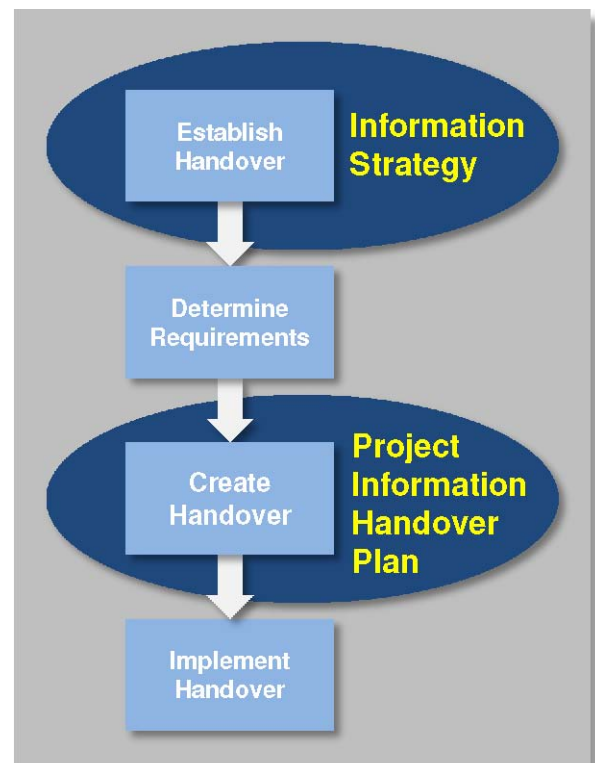 Establish
Handover
Information
Strategy
Determine
Requirements
Create
Handover
Project
Information
Handover
Plan
Implement
Handover